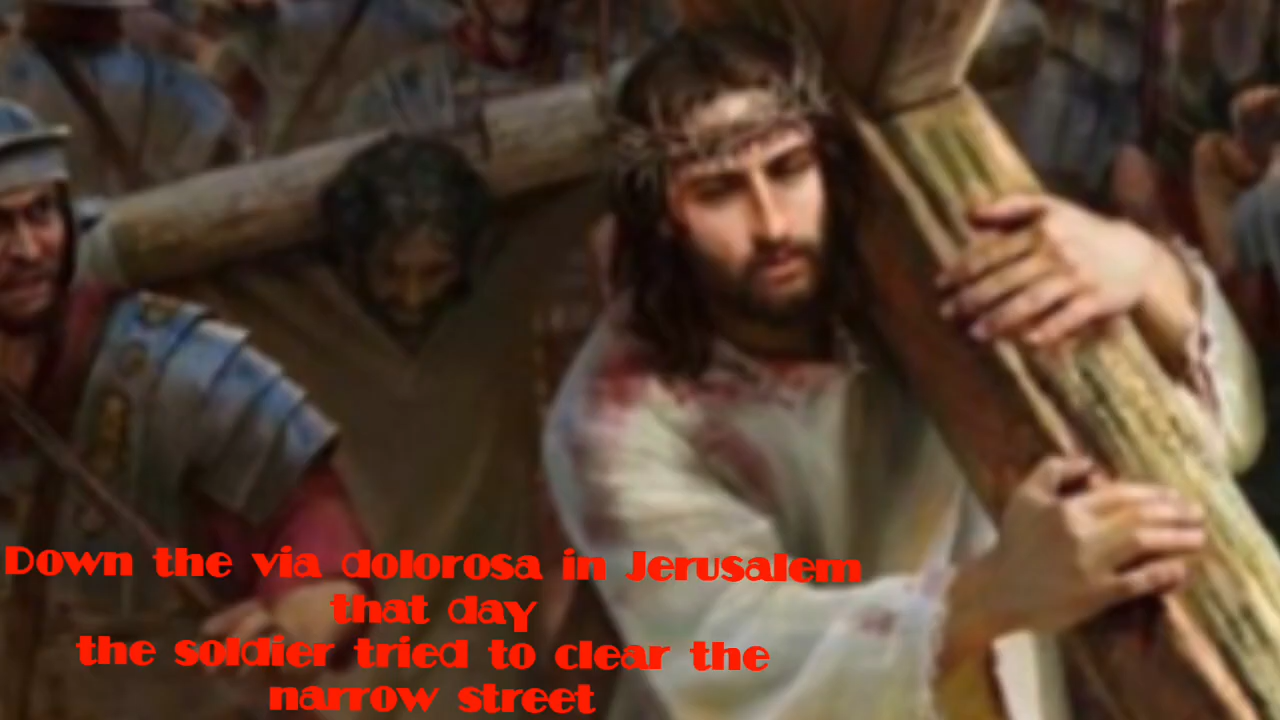 Down the via dolorosa in Jerusalem
that day
the soldier tried to clear the
narrow street